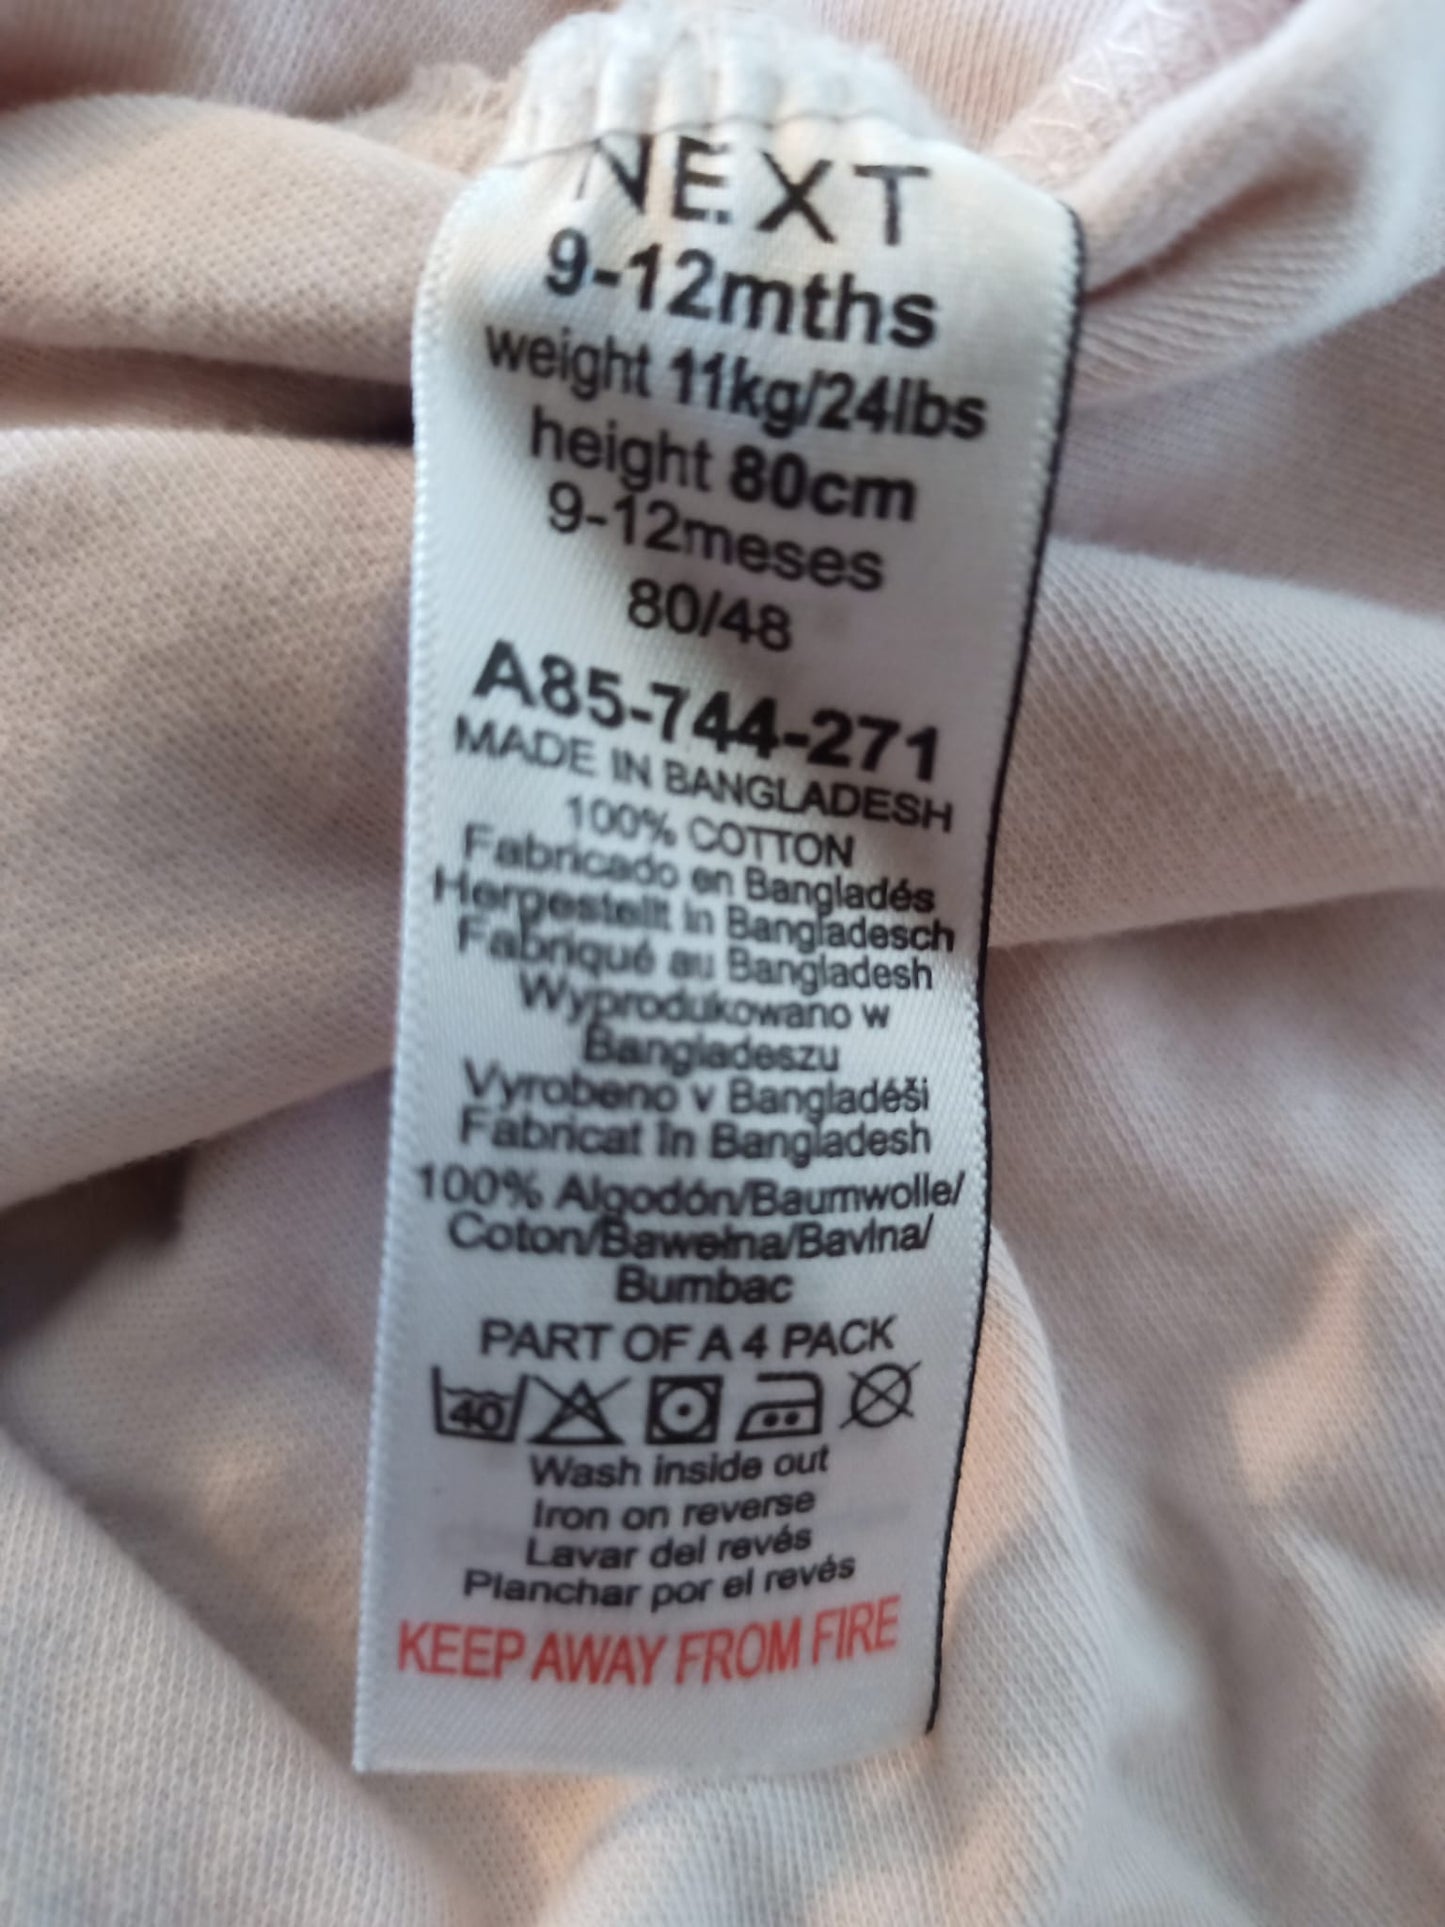 NEXT
9-12mths
weight 11kg/24lbs
height 80cm
9-12meses
80/48
A85-744-271
MADE IN BANGLADESH
100% COTTON
Fabricado en Bangladés
Hergestellt in Bangladesch
Fabriqué au Bangladesh
Wyprodukowano w
Bangladeszu
Vyrobeno v Bangladéši
Fabricat în Bangladesh
100% Algodón/Baumwolle/
Coton/Bawełna/Bavlna/
Bumbac
PART OF A 4 PACK
40
Wash inside out
Iron on reverse
Lavar del revés
Planchar por el revés
KEEP AWAY FROM FIRE